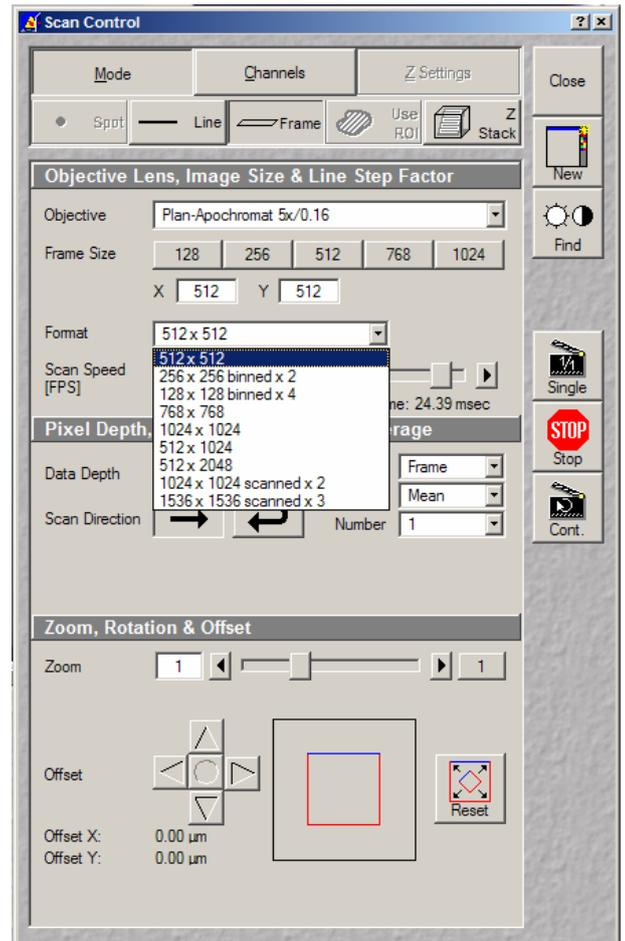 Scan Control
Mode
Channels
Z Settings
Close
Spot
Line
Frame
Use
ROI
Z
Stack
New
Objective Lens, Image Size & Line Step Factor
Objective
Plan-Apochromat 5x/0.16
Find
Frame Size
128
256
512
768
1024
X
512
Y
512
Format
512 x 512
512 x 512
256 x 256 binned x 2
128 x 128 binned x 4
768 x 768
1024 x 1024
512 x 1024
512 x 2048
1024 x 1024 scanned x 2
1536 x 1536 scanned x 3
Scan Speed
[FPS]
me: 24.39 msec
1/1
Single
Pixel Depth,
erage
STOP
Stop
Data Depth
Frame
Mean
Scan Direction
Number
1
Cont.
Zoom, Rotation & Offset
Zoom
1
1
Offset
Reset
Offset X:
0.00 µm
Offset Y:
0.00 µm